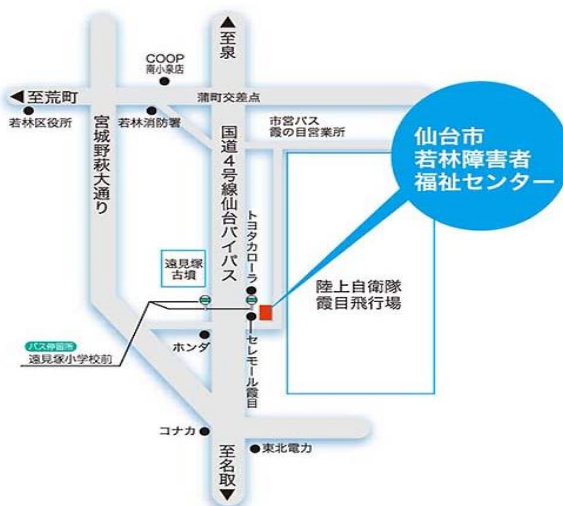 至泉
COOP
南小泉店
至荒町
蒲町交差点
若林区役所
若林消防署
市営バス
霞の目営業所
仙台市
若林障害者
福祉センター
宮城野萩大通り
国道4号線仙台バイパス
トヨタカローラ
遠見塚
古墳
陸上自衛隊
霞目飛行場
バス停留所
遠見塚小学校前
ホンダ
セレモール霞目
コナカ
東北電力
至名取